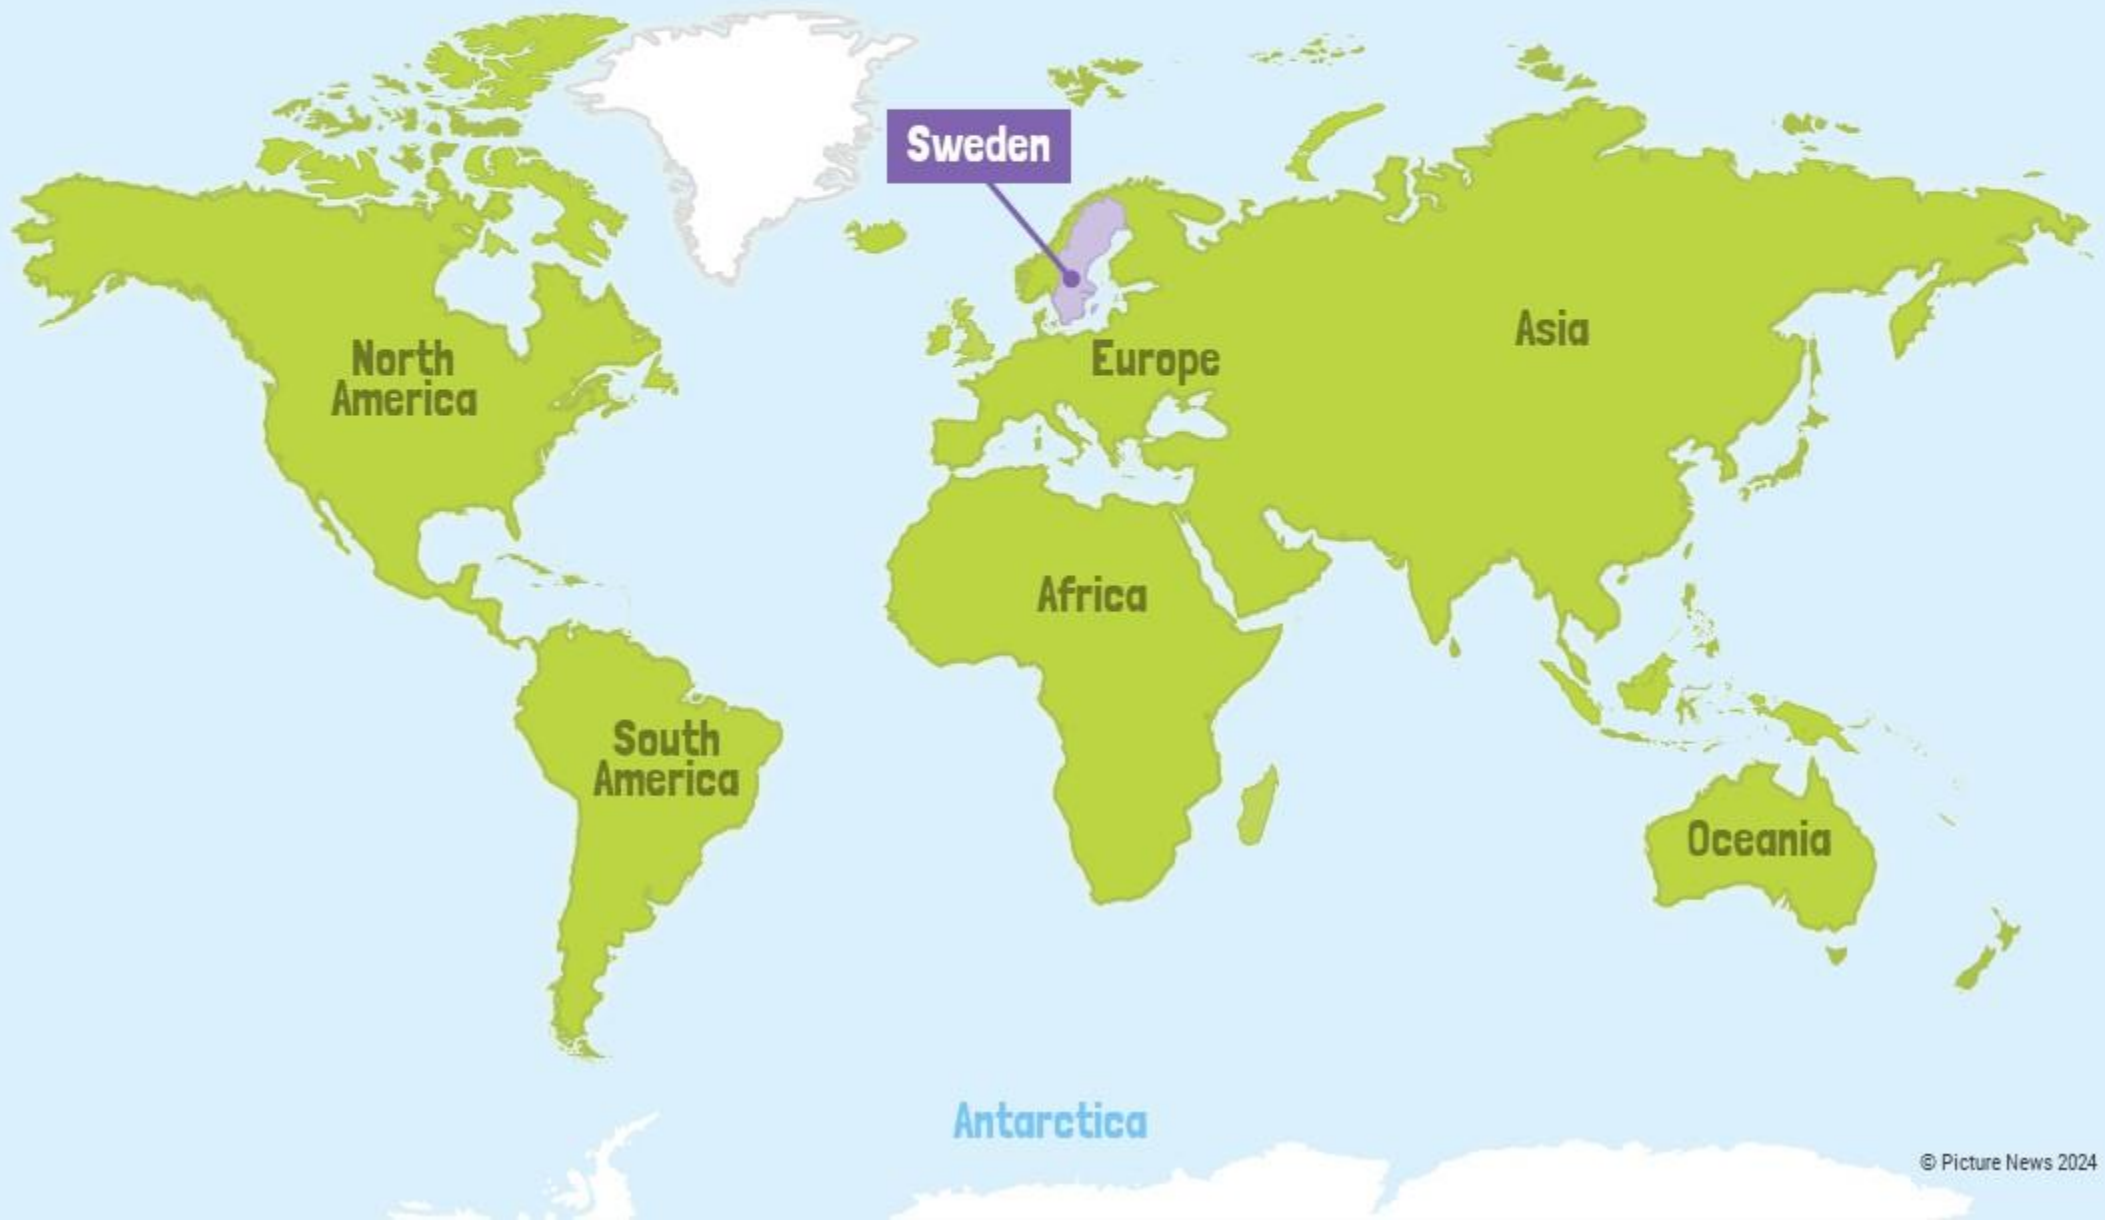 Sweden
North
America
Europe
Asia
Africa
South
America
Oceania
Antarctica
© Picture News 2024